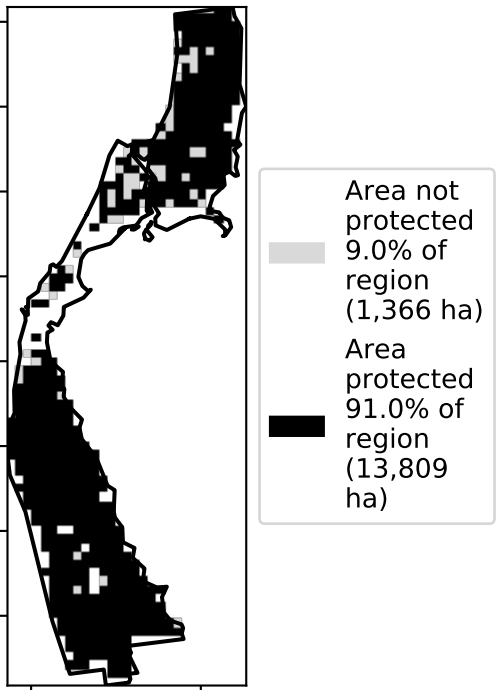 Area not
protected
9.0% of
region
(1,366 ha)
Area
protected
91.0% of
region
(13,809
ha)